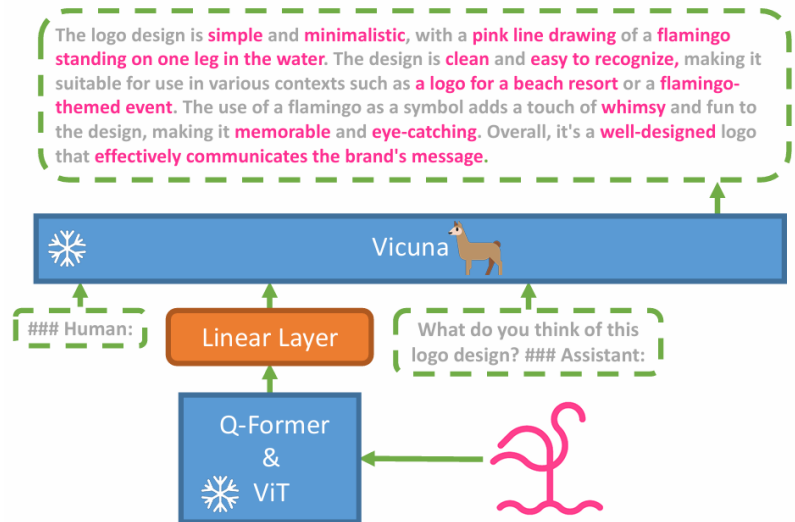 The logo design is simple and minimalistic, with a pink line drawing of a flamingo
standing on one leg in the water. The design is clean and easy to recognize, making it
suitable for use in various contexts such as a logo for a beach resort or a flamingo-
themed event. The use of a flamingo as a symbol adds a touch of whimsy and fun to
the design, making it memorable and eye-catching. Overall, it's a well-designed logo
that effectively communicates the brand's message.
Vicuna
### Human:
Linear Layer
What do you think of this
logo design? ### Assistant:
Q-Former
&
ViT